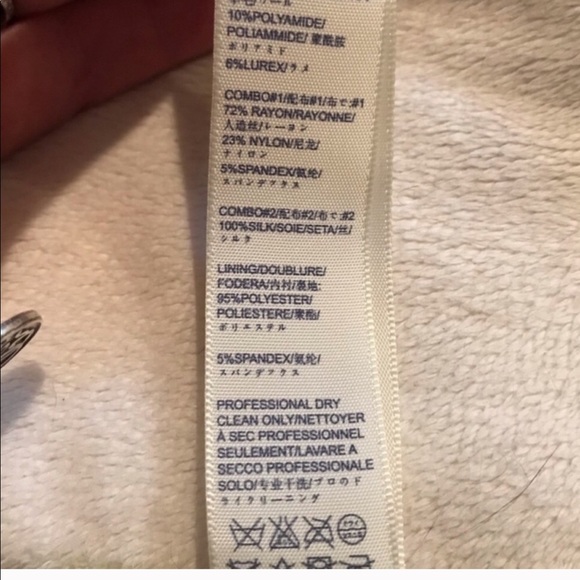 10%POLYAMIDE/
POLIAMMIDE/聚酰胺
ポリアミド
6%LUREX/ラメ
COMBO#1/配布#1/布で:#1
72% RAYON/RAYONNE/
人造丝/レーヨン
23% NYLON/尼龙/
ナイロン
5%SPANDEX/氨纶/
スパンデックス
COMBO#2/配布#2/布で:#2
100%SILK/SOIE/SETA/丝/
シルク
LINING/DOUBLURE/
FODERA/内衬/裏地:
95%POLYESTER/
POLIESTERE/聚酯/
ポリエステル
5%SPANDEX/氨纶/
スパンデックス
PROFESSIONAL DRY
CLEAN ONLY/NETTOYER
À SEC PROFESSIONNEL
SEULEMENT/LAVARE A
SECCO PROFESSIONALE
SOLO/专业干洗/プロのド
ライクリーニング